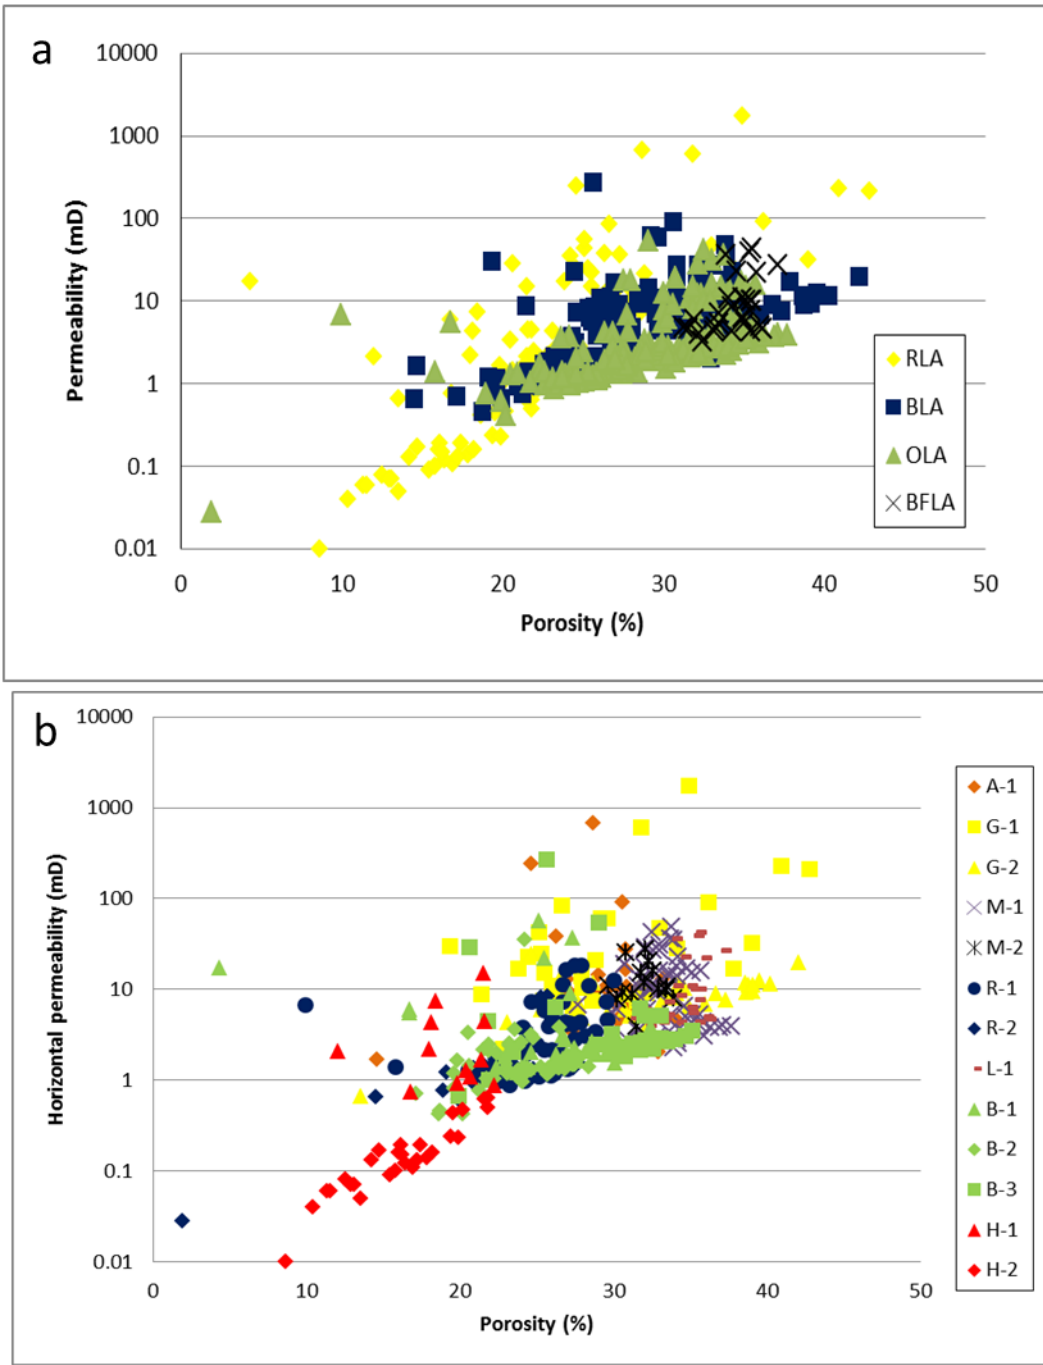 a
10000
1000
100
10
1
0.1
0.01
Permeability (mD)
0 10 20 30 40 50
Porosity (%)
RLA
BLA
OLA
BFLA
b
10000
1000
100
10
1
0.1
0.01
Horizontal permeability (mD)
0 10 20 30 40 50
Porosity (%)
A-1
G-1
G-2
M-1
M-2
R-1
R-2
L-1
B-1
B-2
B-3
H-1
H-2